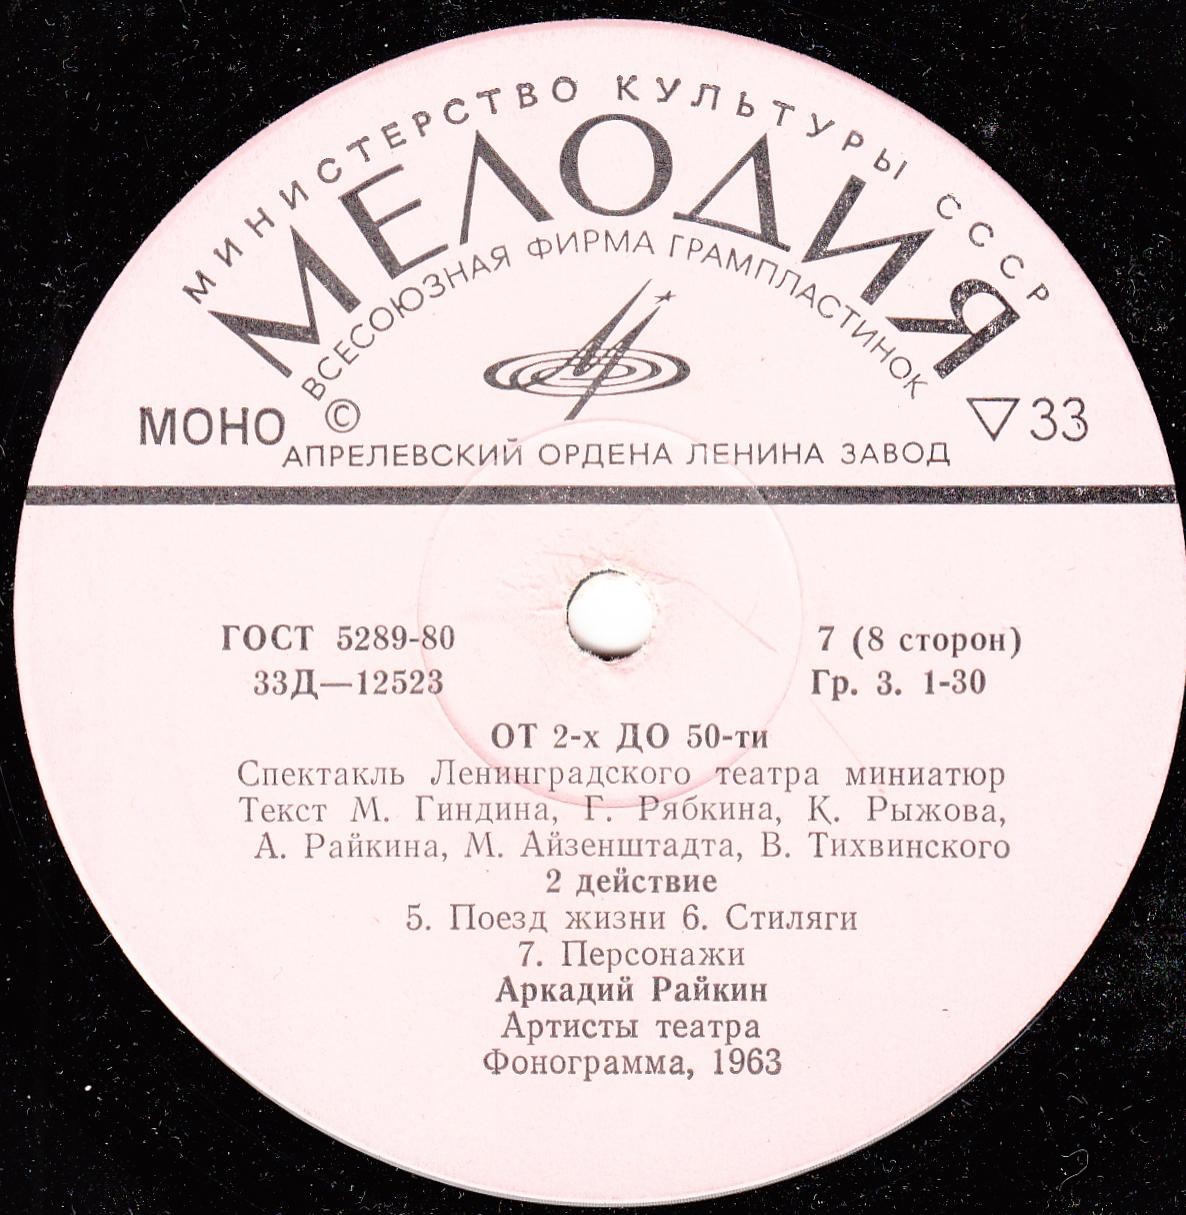 МИНИСТЕРСТВО КУЛЬТУРЫ СССР
МЕЛОДИЯ
ВСЕСОЮЗНАЯ ФИРМА ГРАМПЛАСТИНОК
МОНО © ▽33
АПРЕЛЕВСКИЙ ОРДЕНА ЛЕНИНА ЗАВОД
ГОСТ 5289-80 7 (8 сторон)
33Д—12523 Гр. 3. 1-30
ОТ 2-х ДО 50-ти
Спектакль Ленинградского театра миниатюр
Текст М. Гиндина, Г. Рябкина, К. Рыжова,
А. Райкина, М. Айзенштадта, В. Тихвинского
2 действие
5. Поезд жизни 6. Стиляги
7. Персонажи
Аркадий Райкин
Артисты театра
Фонограмма, 1963